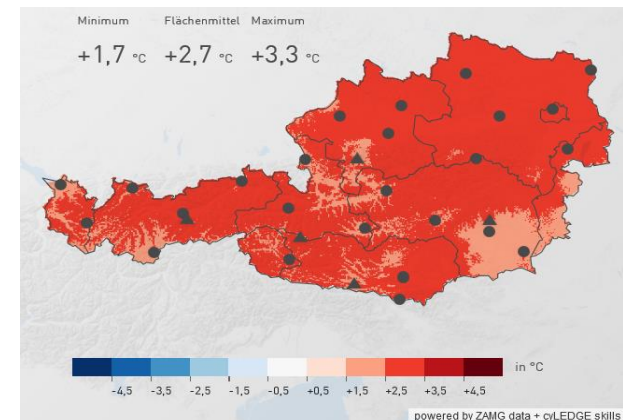 Minimum Flächenmittel Maximum
+1,7 °C +2,7 °C +3,3 °C
in °C
-4,5 -3,5 -2,5 -1,5 -0,5 +0,5 +1,5 +2,5 +3,5 +4,5
powered by ZAMG data + cyLEDGE skills